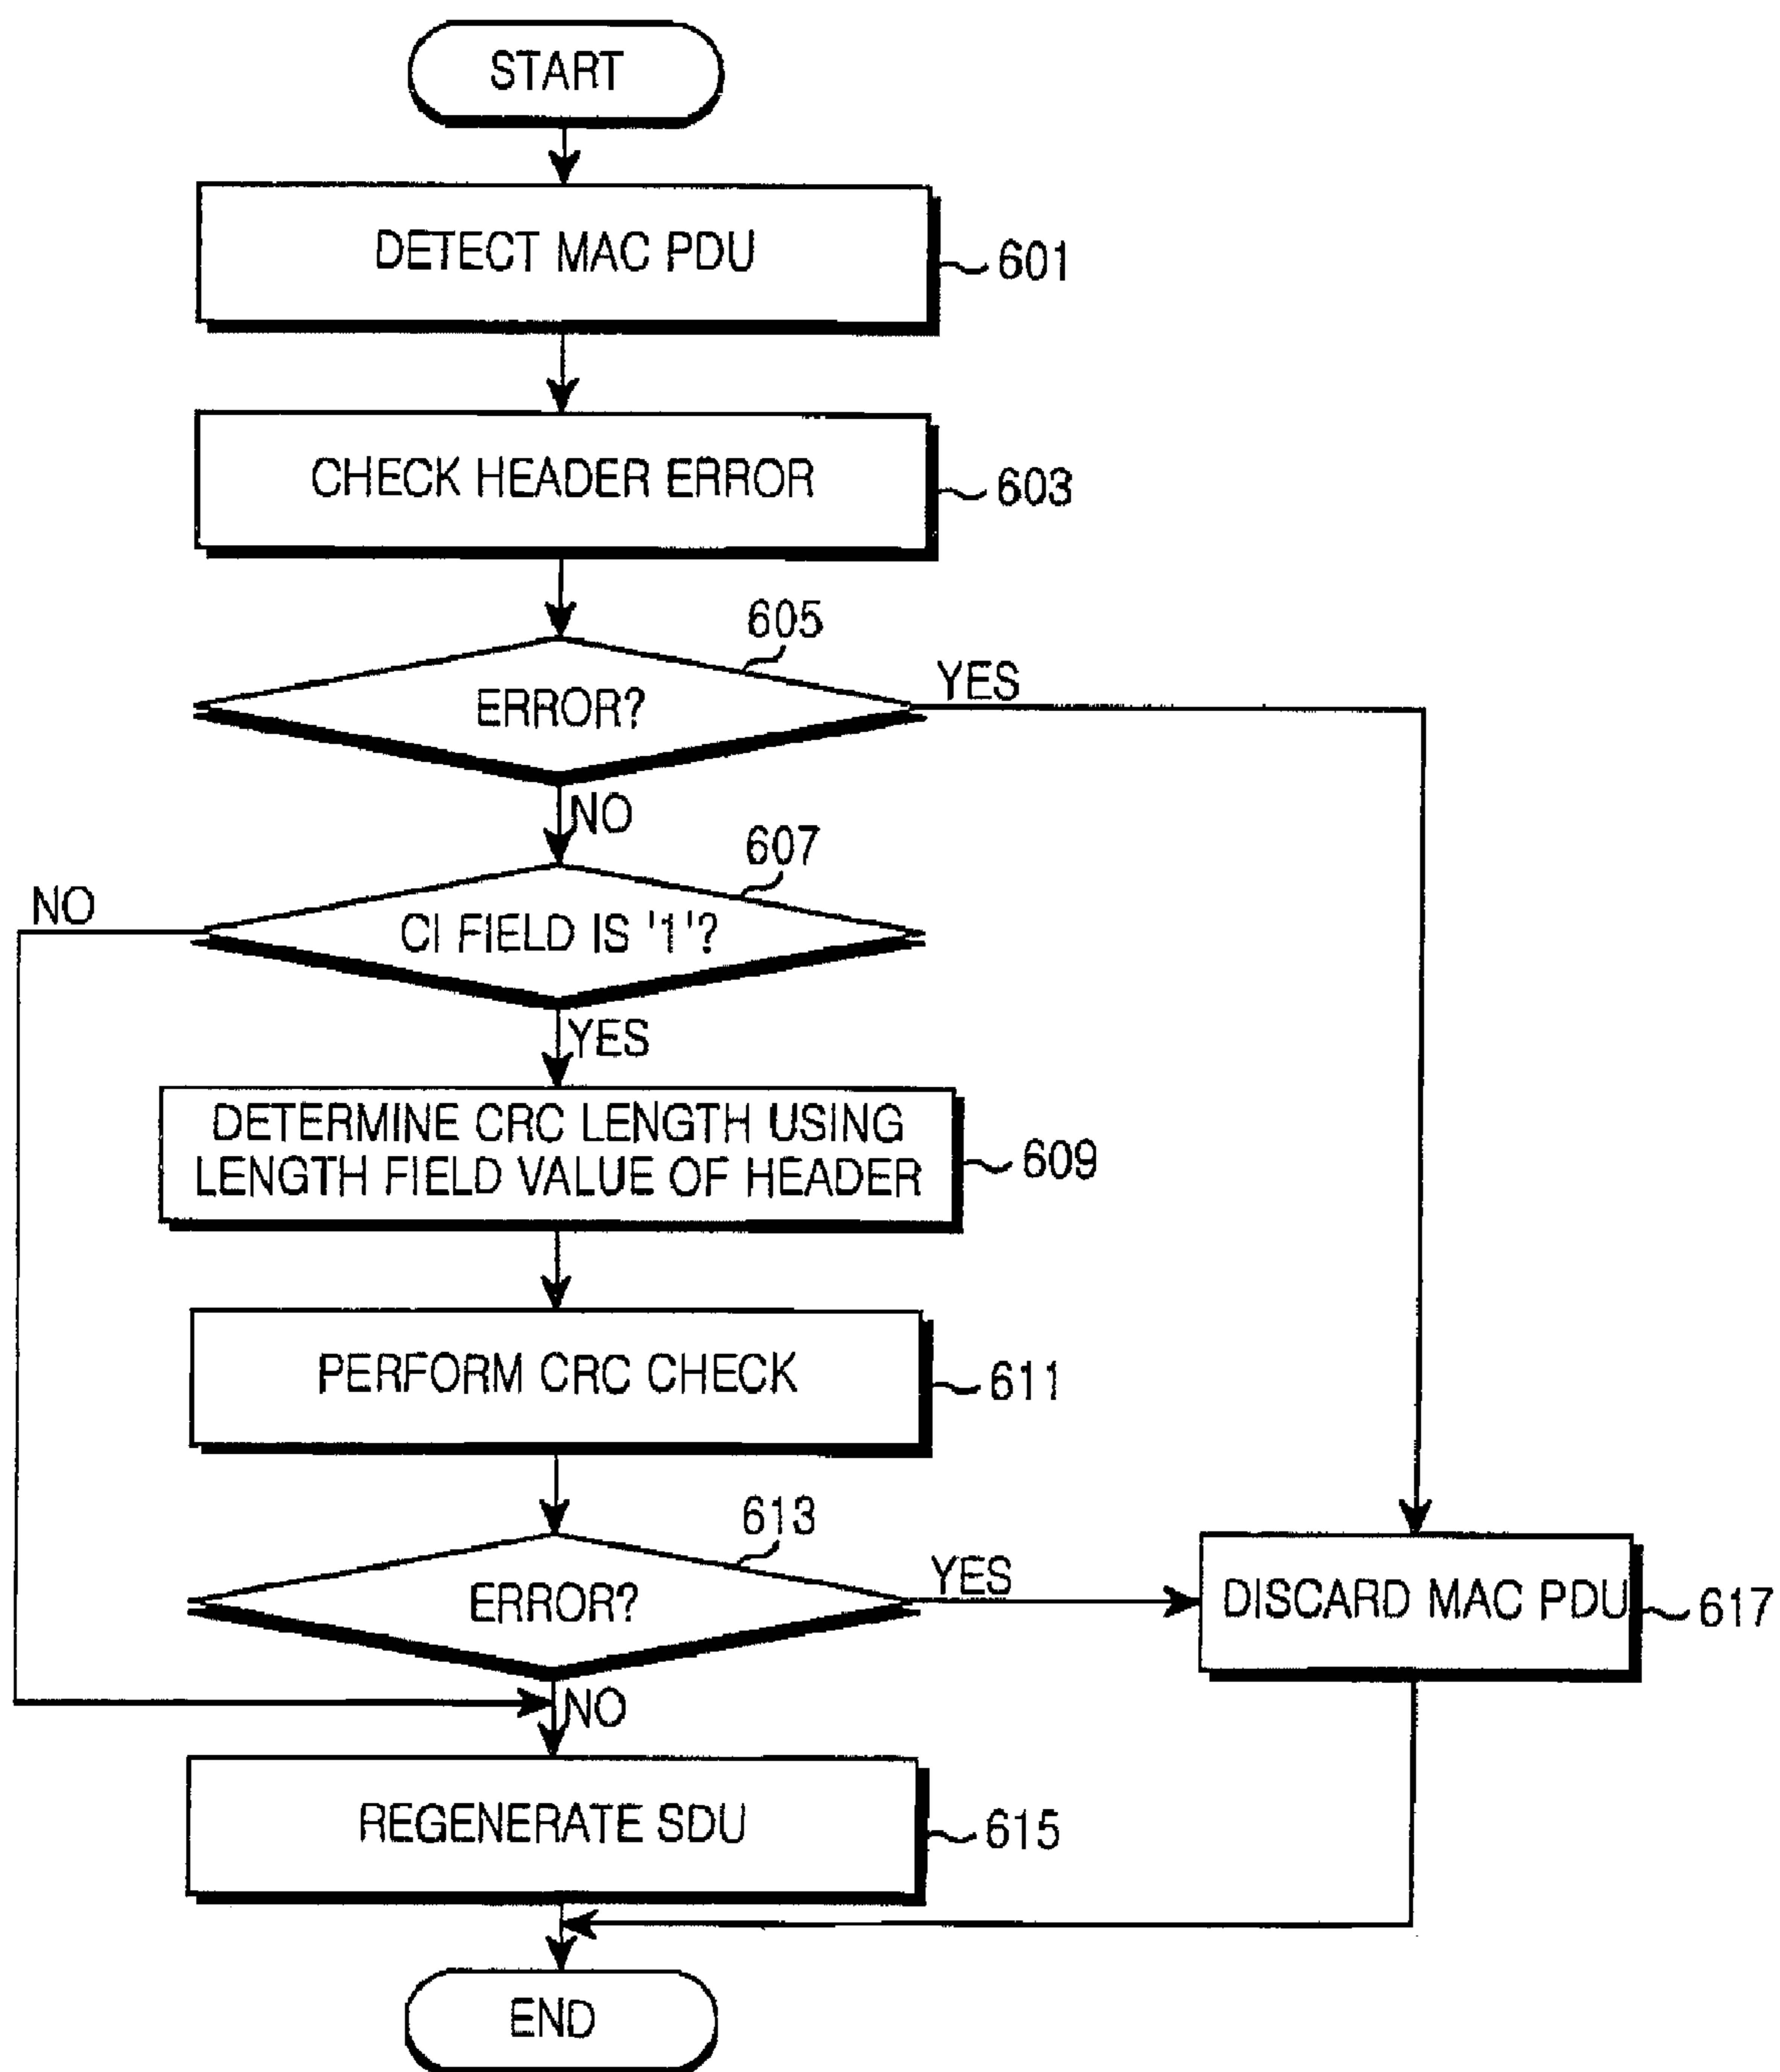 START
DETECT MAC PDU
601
CHECK HEADER ERROR
603
605
ERROR?
YES
NO
607
NO
CI FIELD IS '1'?
YES
DETERMINE CRC LENGTH USING
LENGTH FIELD VALUE OF HEADER
609
PERFORM CRC CHECK
611
613
ERROR?
YES
DISCARD MAC PDU
617
NO
REGENERATE SDU
615
END